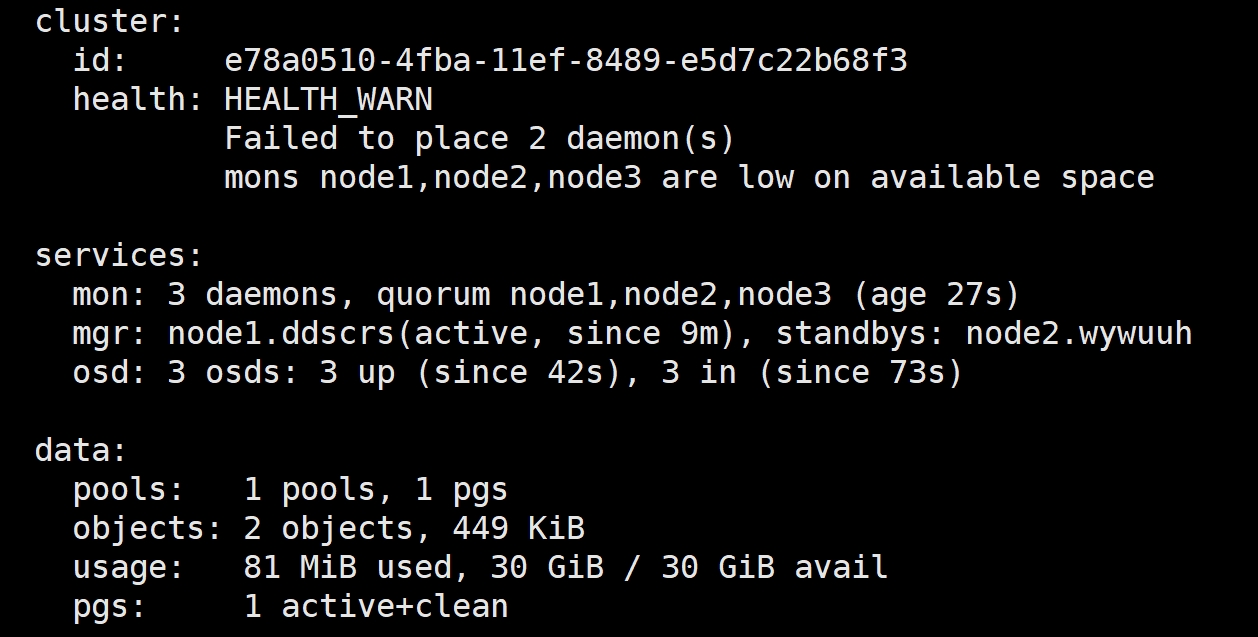 cluster:
  id:     e78a0510-4fba-11ef-8489-e5d7c22b68f3
  health: HEALTH_WARN
          Failed to place 2 daemon(s)
          mons node1,node2,node3 are low on available space

services:
  mon: 3 daemons, quorum node1,node2,node3 (age 27s)
  mgr: node1.ddscrs(active, since 9m), standbys: node2.wywuuh
  osd: 3 osds: 3 up (since 42s), 3 in (since 73s)

data:
  pools:   1 pools, 1 pgs
  objects: 2 objects, 449 KiB
  usage:   81 MiB used, 30 GiB / 30 GiB avail
  pgs:     1 active+clean